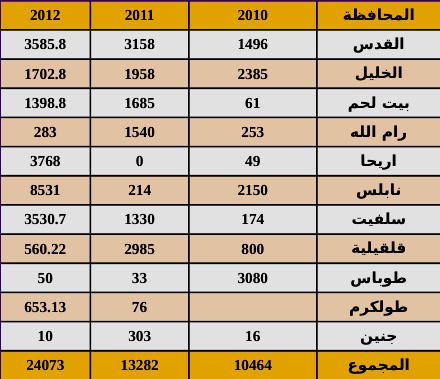 المحافظة 2010 2011 2012
القدس 1496 3158 3585.8
الخليل 2385 1958 1702.8
بيت لحم 61 1685 1398.8
رام الله 253 1540 283
اريحا 49 0 3768
نابلس 2150 214 8531
سلفيت 174 1330 3530.7
قلقيلية 800 2985 560.22
طوباس 3080 33 50
طولكرم 76 653.13
جنين 16 303 10
المجموع 10464 13282 24073